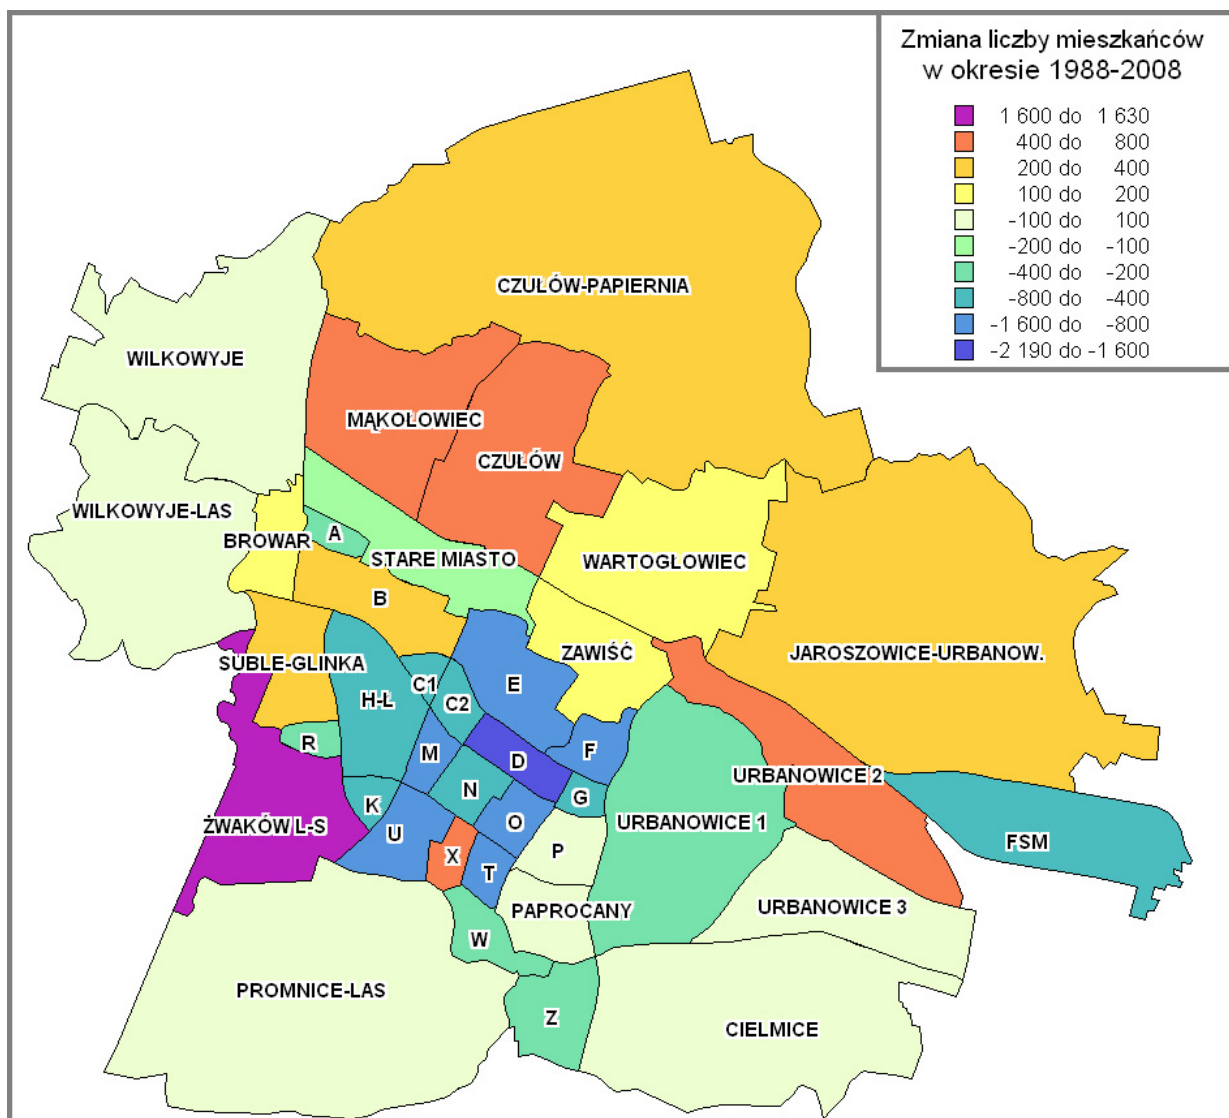 Zmiana liczby mieszkańców
w okresie 1988-2008
1 600 do 1 630
400 do 800
200 do 400
100 do 200
-100 do 100
-200 do -100
-400 do -200
-800 do -400
-1 600 do -800
-2 190 do -1 600
CZUŁÓW-PAPIERNIA
WILKOWYJE
MĄKOŁOWIEC
CZUŁÓW
WILKOWYJE-LAS
BROWAR
A
STARE MIASTO
WARTOGŁOWIEC
B
ZAWIŚĆ
JAROSZOWICE-URBANOW.
SUBLE-GLINKA
C1
E
H-Ł
C2
R
M
D
F
URBANOWICE 2
N
G
K
ŻWAKÓW L-S
U
O
URBANOWICE 1
FSM
X
P
T
PAPROCANY
URBANOWICE 3
W
PROMNICE-LAS
Z
CIELMICE